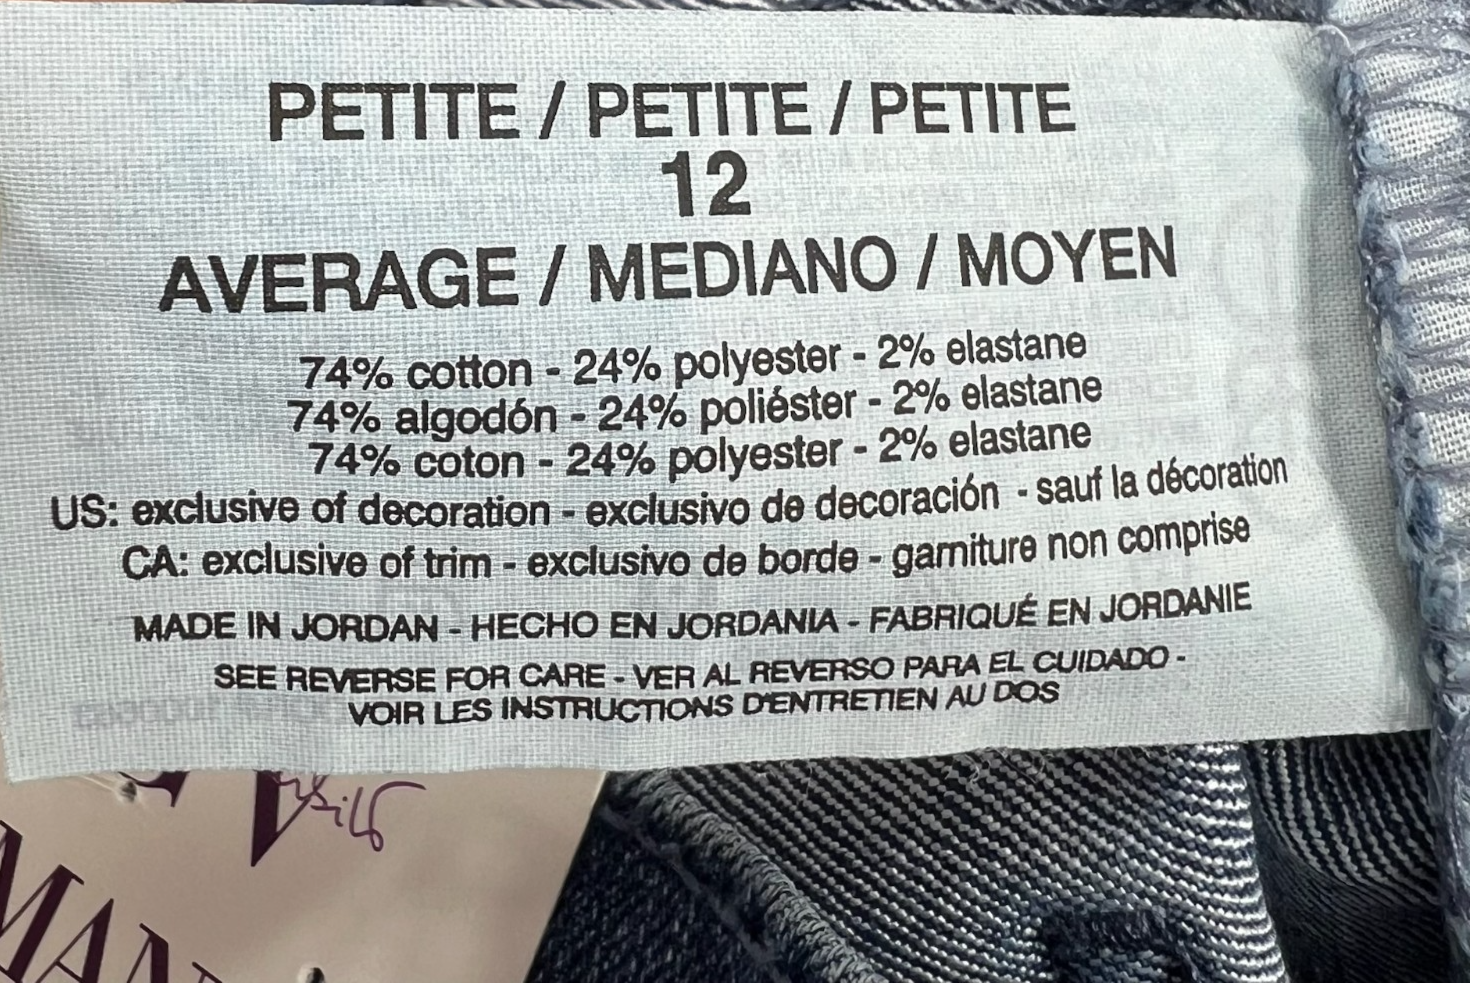 PETITE / PETITE / PETITE
12
AVERAGE / MEDIANO / MOYEN
74% cotton - 24% polyester - 2% elastane
74% algodón - 24% poliéster - 2% elastane
74% coton - 24% polyester - 2% elastane
US: exclusive of decoration - exclusivo de decoración - sauf la décoration
CA: exclusive of trim - exclusivo de borde - garniture non comprise
MADE IN JORDAN - HECHO EN JORDANIA - FABRIQUÉ EN JORDANIE
SEE REVERSE FOR CARE - VER AL REVERSO PARA EL CUIDADO -
VOIR LES INSTRUCTIONS D'ENTRETIEN AU DOS